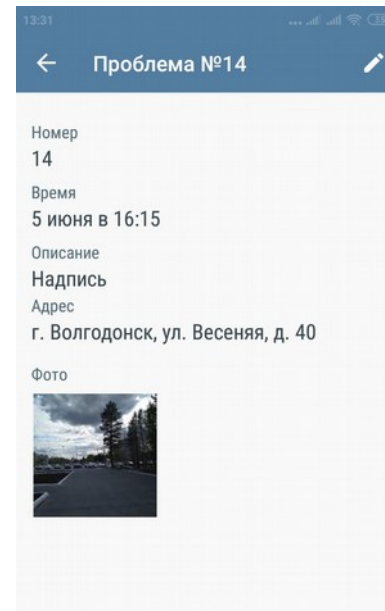 13:31
Проблема №14
Номер
14
Время
5 июня в 16:15
Описание
Надпись
Адрес
г. Волгодонск, ул. Весеняя, д. 40
Фото